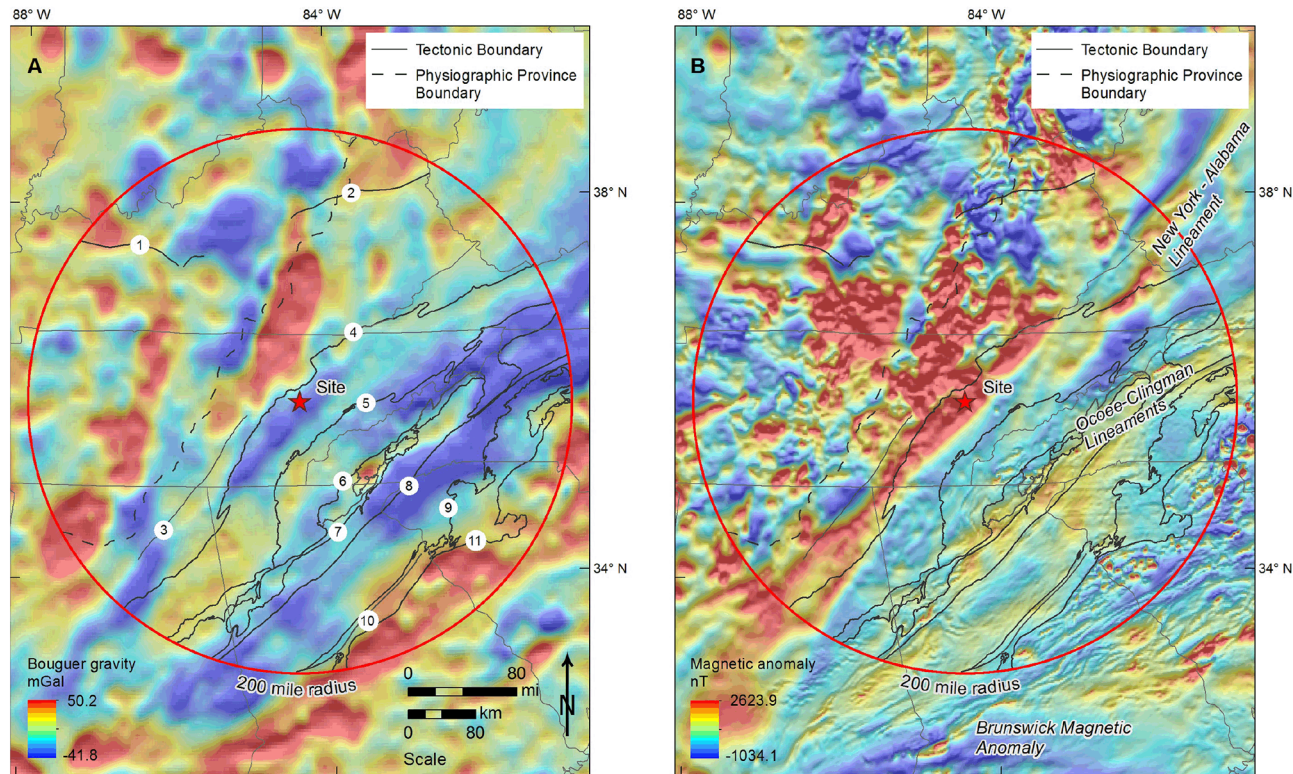 88° W
84° W
A
Tectonic Boundary
Physiographic Province
Boundary
2
38° N
1
4
Site
5
6
8
9
3
7
11
34° N
10
Bouguer gravity
mGal
50.2
-41.8
200 mile radius
0 80
mi
km
0 80
Scale
N
88° W
84° W
B
Tectonic Boundary
Physiographic Province
Boundary
38° N
New York - Alabama
Lineament
Site
Ocoee-Clingman
Lineaments
34° N
Magnetic anomaly
nT
2623.9
-1034.1
200 mile radius
Brunswick Magnetic
Anomaly